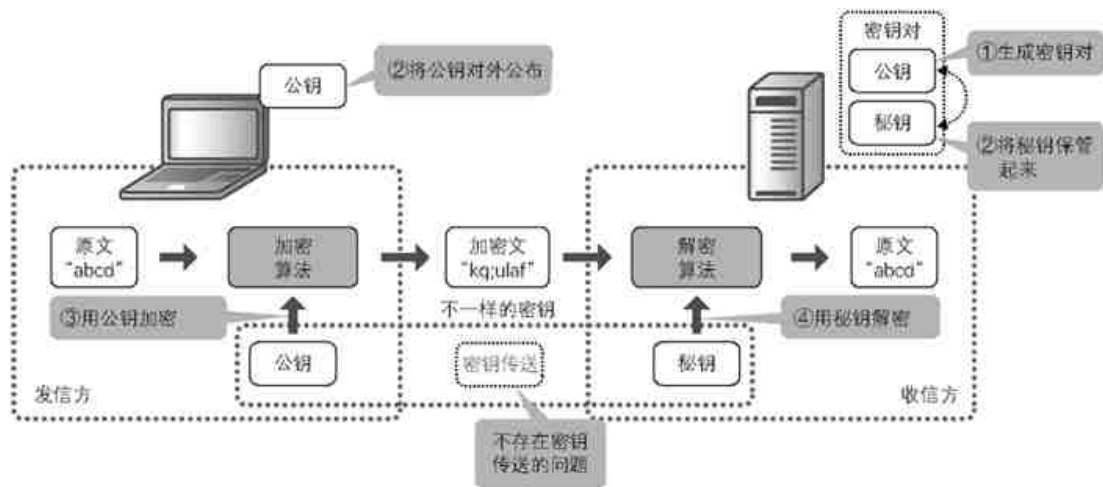 密钥对
公钥
秘钥
①生成密钥对
②将秘钥保管
起来
公钥
②将公钥对外公布
原文
“abcd”
加密
算法
加密文
“kq;ulaf”
解密
算法
原文
“abcd”
③用公钥加密
不一样的密钥
④用秘钥解密
公钥
密钥传送
秘钥
发信方
收信方
不存在密钥
传送的问题